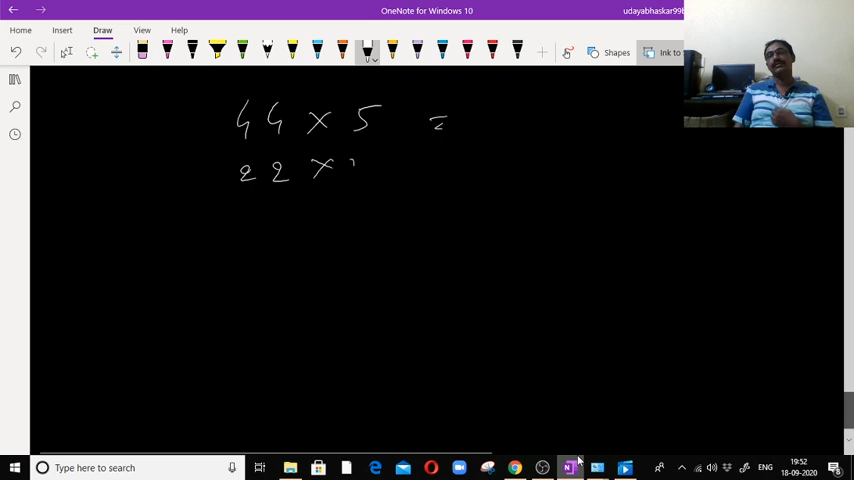 OneNote for Windows 10
udayabhaskar99b
Home Insert Draw View Help
Shapes
Ink to
44 × 5 =
22 ×
Type here to search
ENG
19:52
18-09-2020